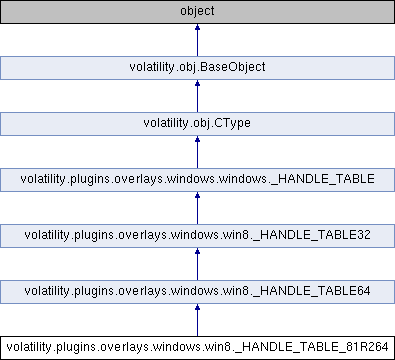 object
volatility.obj.BaseObject
volatility.obj.CType
volatility.plugins.overlays.windows.windows._HANDLE_TABLE
volatility.plugins.overlays.windows.win8._HANDLE_TABLE32
volatility.plugins.overlays.windows.win8._HANDLE_TABLE64
volatility.plugins.overlays.windows.win8._HANDLE_TABLE_81R264